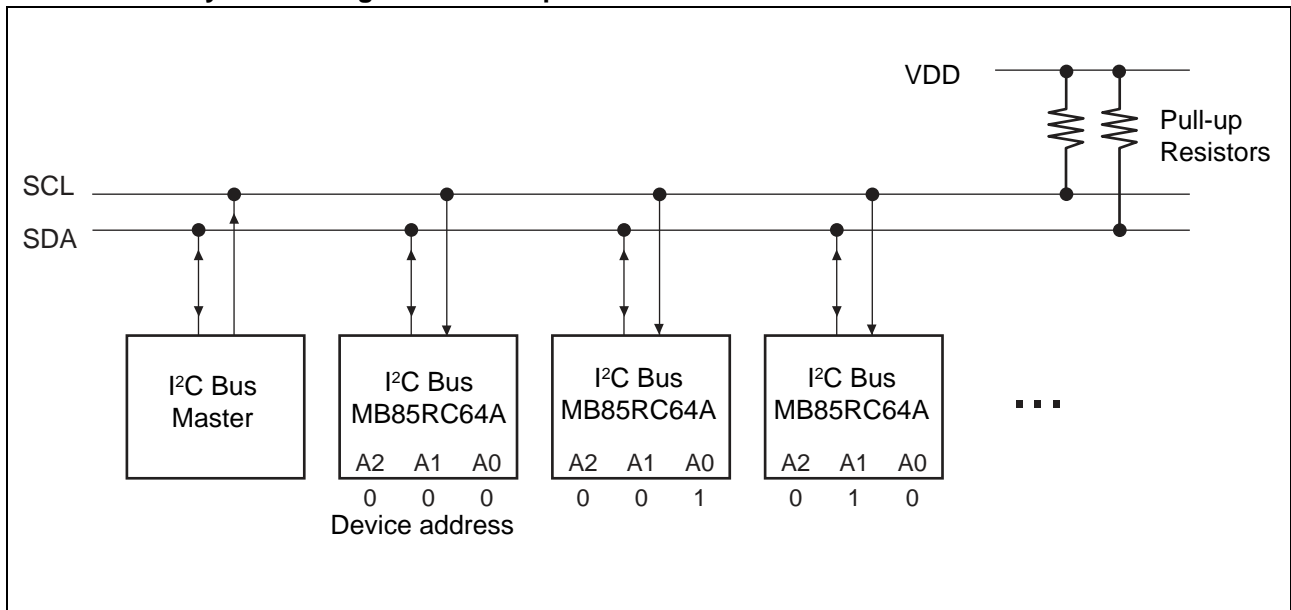 VDD
Pull-up
Resistors
SCL
SDA
I²C Bus
Master
I²C Bus
MB85RC64A
A2 A1 A0
0 0 0
Device address
I²C Bus
MB85RC64A
A2 A1 A0
0 0 1
I²C Bus
MB85RC64A
A2 A1 A0
0 1 0
...